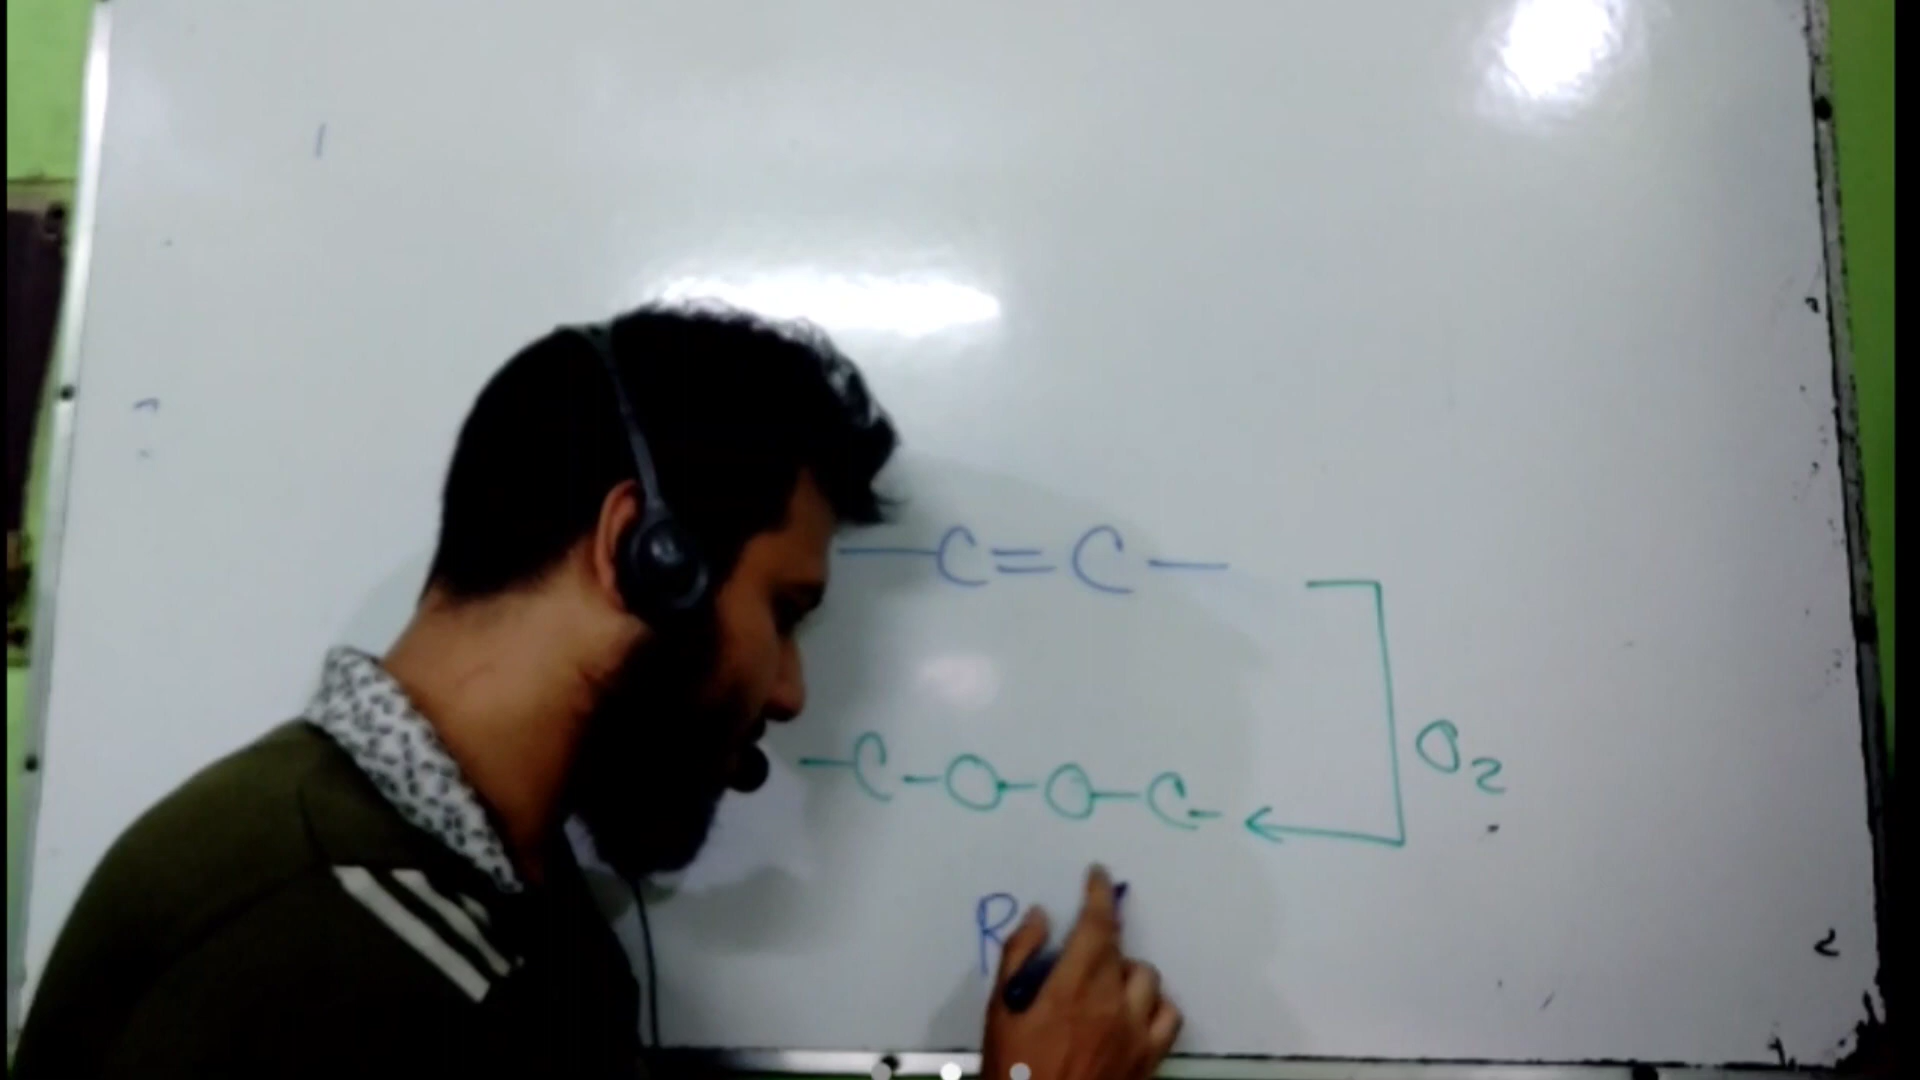 —C=C—
O2
-C-O-O-C-
R